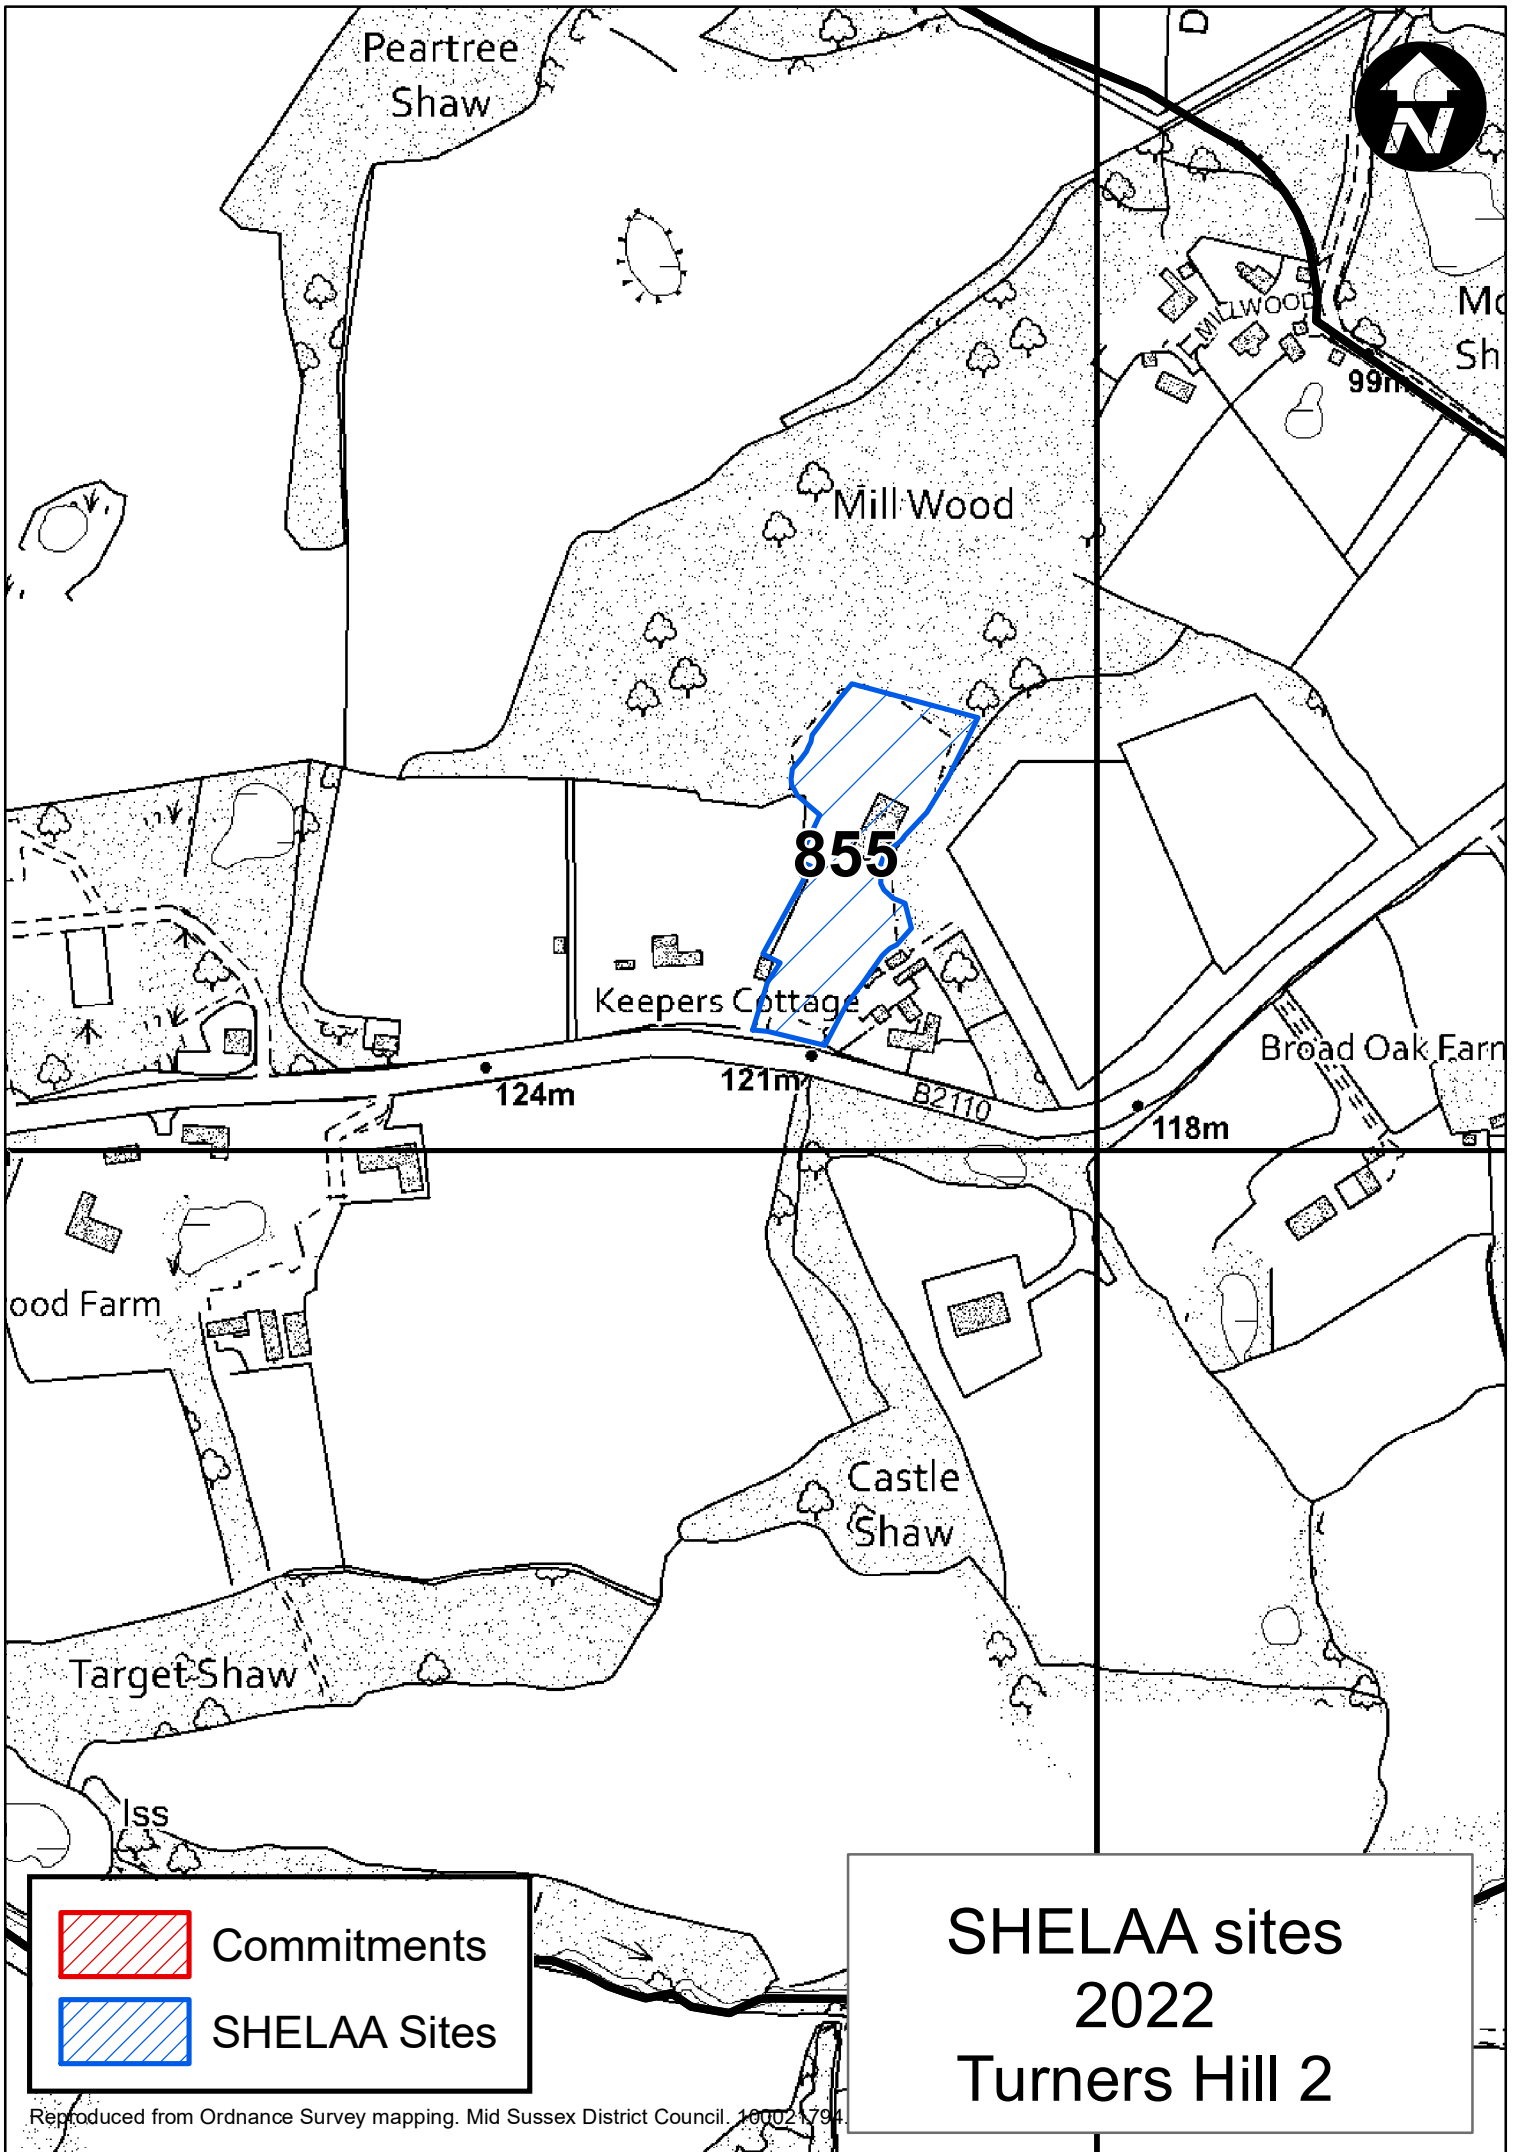 Peartree
Shaw
D
N
MILLWOOD
Mo
Sh
99m
Mill Wood
855
Keepers Cottage
Broad Oak Farm
124m
121m
B2110
118m
ood Farm
Castle
Shaw
Target Shaw
Iss
Commitments
SHELAA Sites
SHELAA sites
2022
Turners Hill 2
Reproduced from Ordnance Survey mapping. Mid Sussex District Council. 100021794.